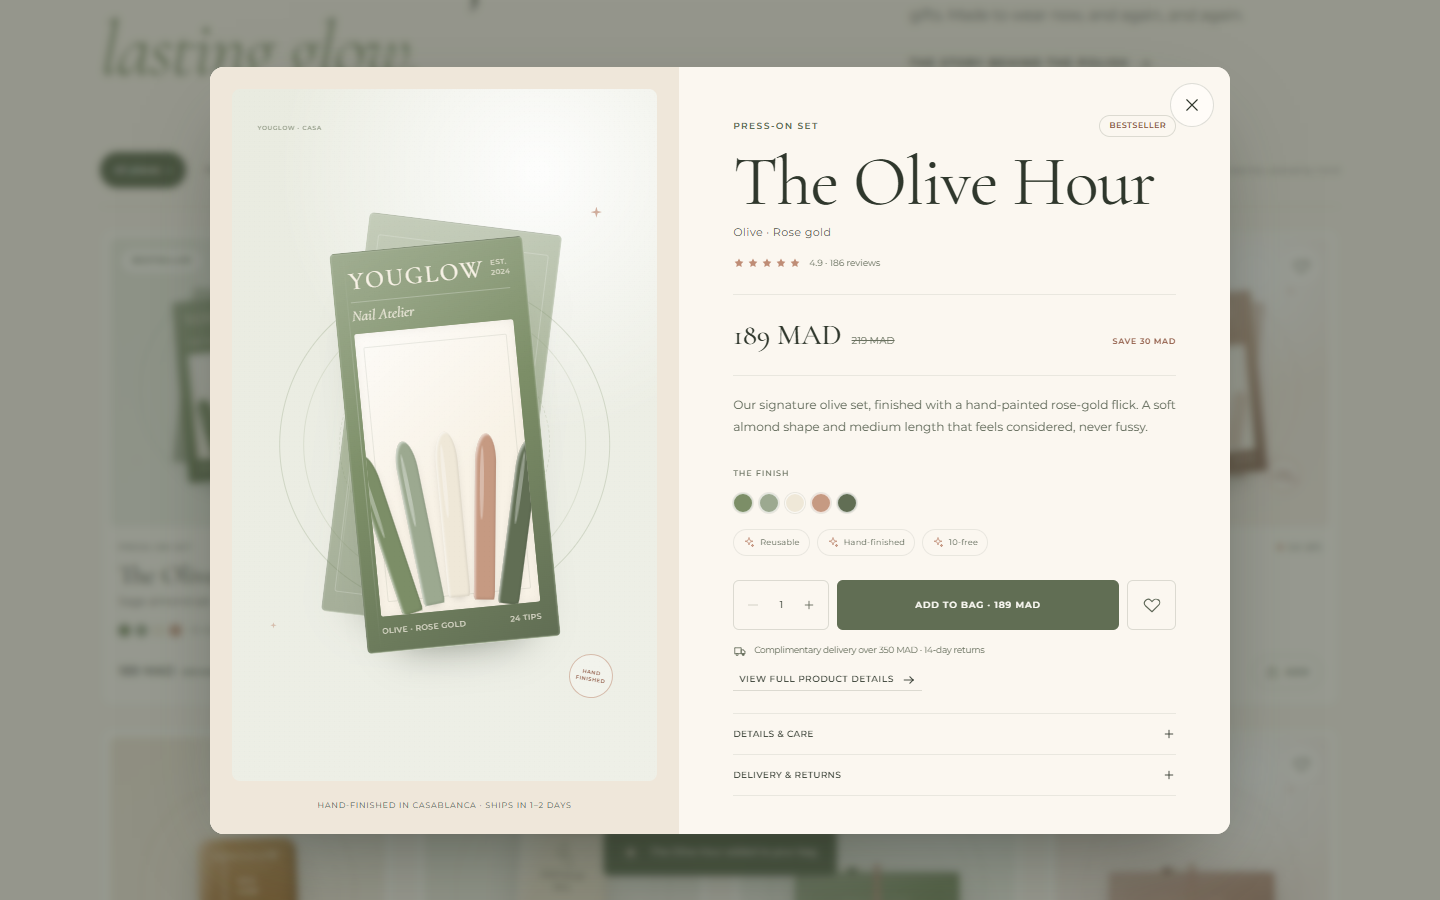 lasting glow
YOUGLOW · CASA
YOUGLOW
EST.
2024
Nail Atelier
OLIVE · ROSE GOLD
24 TIPS
HAND
FINISHED
HAND-FINISHED IN CASABLANCA · SHIPS IN 1–2 DAYS
PRESS-ON SET
BESTSELLER
The Olive Hour
Olive · Rose gold
4.9 · 186 reviews
189 MAD
219 MAD
SAVE 30 MAD
Our signature olive set, finished with a hand-painted rose-gold flick. A soft
almond shape and medium length that feels considered, never fussy.
THE FINISH
Reusable
Hand-finished
10-free
1
ADD TO BAG · 189 MAD
Complimentary delivery over 350 MAD · 14-day returns
VIEW FULL PRODUCT DETAILS
DETAILS & CARE
DELIVERY & RETURNS